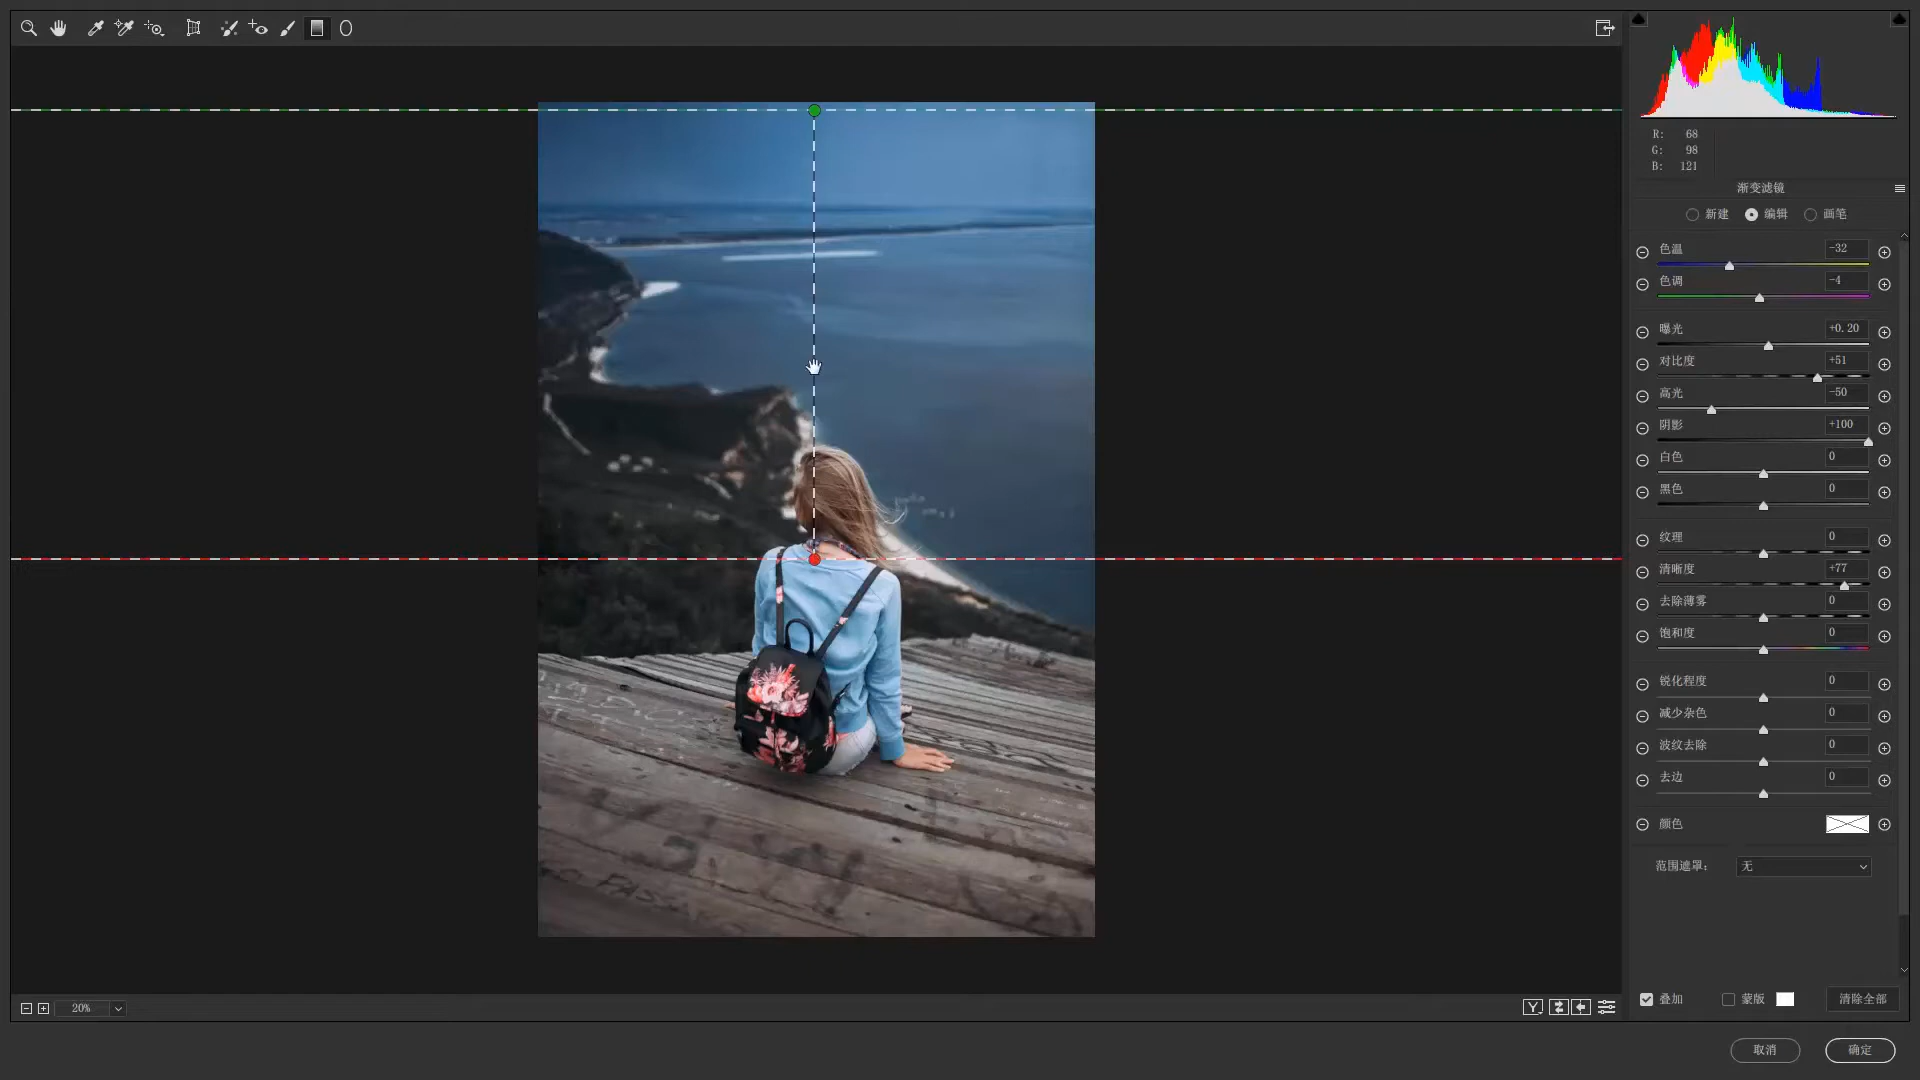 R: 68
G: 98
B: 121
渐变滤镜
新建 编辑 画笔
色温 -32
色调 -4
曝光 +0.20
对比度 +51
高光 -50
阴影 +100
白色 0
黑色 0
纹理 0
清晰度 +77
去除薄雾 0
饱和度 0
锐化程度 0
减少杂色 0
波纹去除 0
去边 0
颜色
范围遮罩: 无
20% Y 叠加 蒙版 清除全部
取消 确定